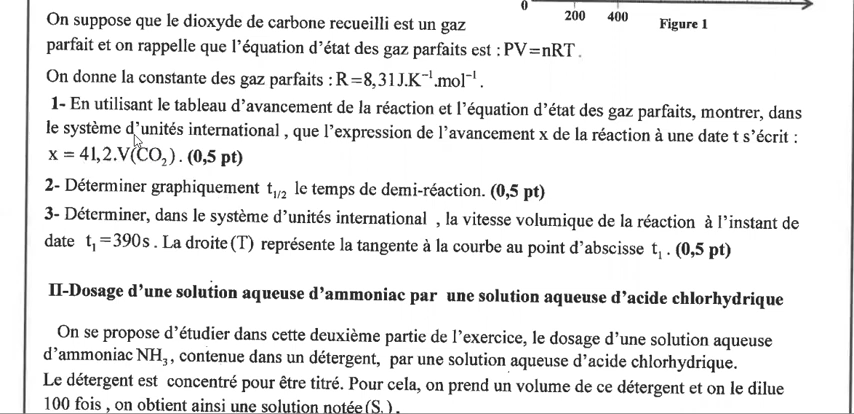 0
200 400 Figure 1
On suppose que le dioxyde de carbone recueilli est un gaz
parfait et on rappelle que l'équation d'état des gaz parfaits est : PV=nRT .
On donne la constante des gaz parfaits : R=8,31J.K⁻¹.mol⁻¹ .
1- En utilisant le tableau d'avancement de la réaction et l'équation d'état des gaz parfaits, montrer, dans
le système d'unités international , que l'expression de l'avancement x de la réaction à une date t s'écrit :
x = 41,2.V(CO₂) . (0,5 pt)
2- Déterminer graphiquement t₁/₂ le temps de demi-réaction. (0,5 pt)
3- Déterminer, dans le système d'unités international , la vitesse volumique de la réaction à l'instant de
date t₁=390s . La droite (T) représente la tangente à la courbe au point d'abscisse t₁ . (0,5 pt)
II-Dosage d'une solution aqueuse d'ammoniac par une solution aqueuse d'acide chlorhydrique
On se propose d'étudier dans cette deuxième partie de l'exercice, le dosage d'une solution aqueuse
d'ammoniac NH₃, contenue dans un détergent, par une solution aqueuse d'acide chlorhydrique.
Le détergent est concentré pour être titré. Pour cela, on prend un volume de ce détergent et on le dilue
100 fois , on obtient ainsi une solution notée (S